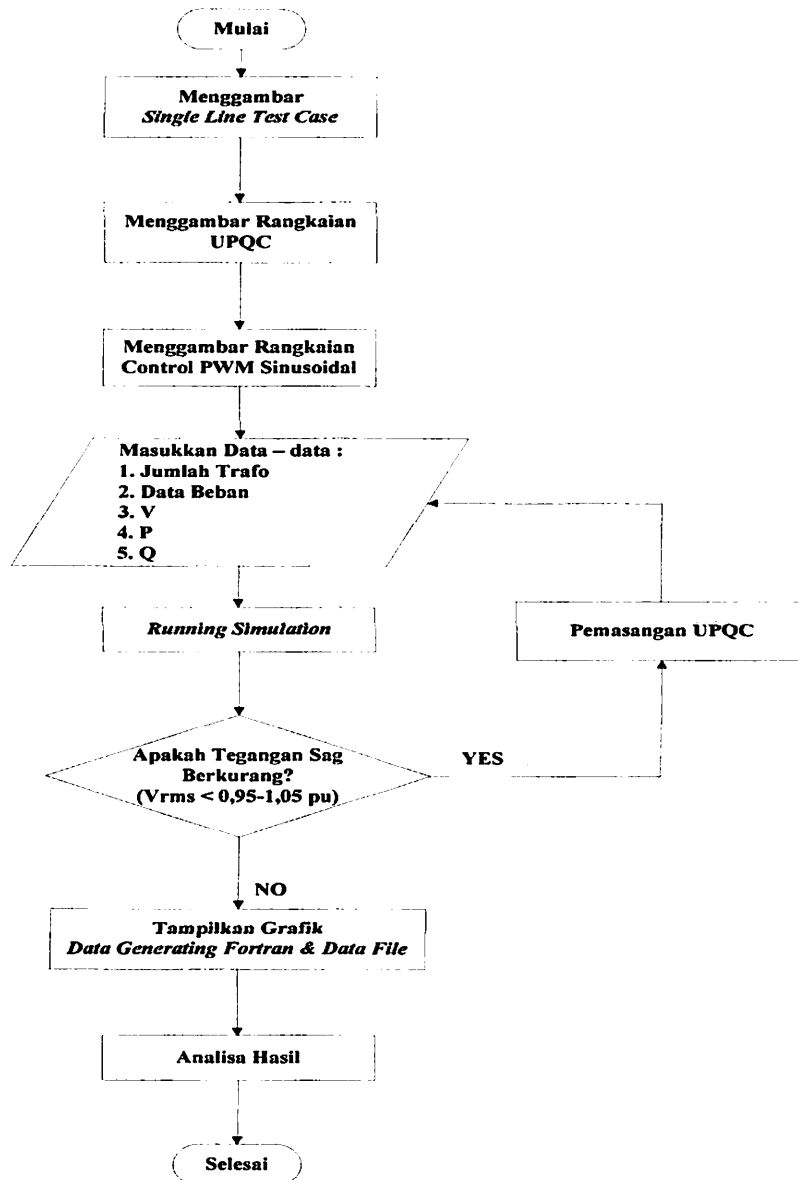 Mulai
Menggambar
Single Line Test Case
Menggambar Rangkaian
UPQC
Menggambar Rangkaian
Control PWM Sinusoidal
Masukkan Data – data :
1. Jumlah Trafo
2. Data Beban
3. V
4. P
5. Q
Running Simulation
Pemasangan UPQC
Apakah Tegangan Sag
Berkurang?
(Vrms < 0,95-1,05 pu)
YES
NO
Tampilkan Grafik
Data Generating Fortran & Data File
Analisa Hasil
Selesai